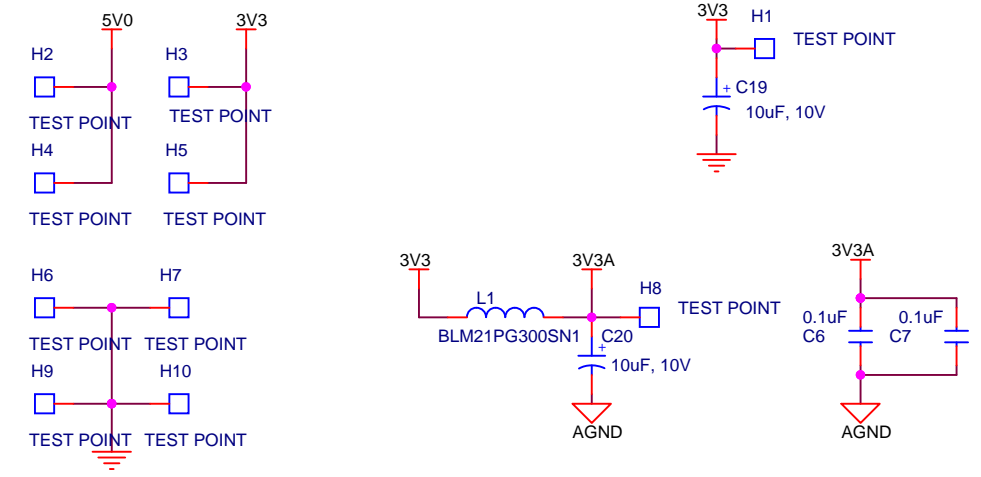 5V0
3V3
H2
H3
TEST POINT
TEST POINT
H4
H5
TEST POINT
TEST POINT
3V3
H1
TEST POINT
+
C19
10uF, 10V
H6
H7
TEST POINT
TEST POINT
H9
H10
TEST POINT
TEST POINT
3V3
3V3A
L1
H8
TEST POINT
BLM21PG300SN1
C20
+
10uF, 10V
AGND
3V3A
0.1uF
0.1uF
C6
C7
AGND